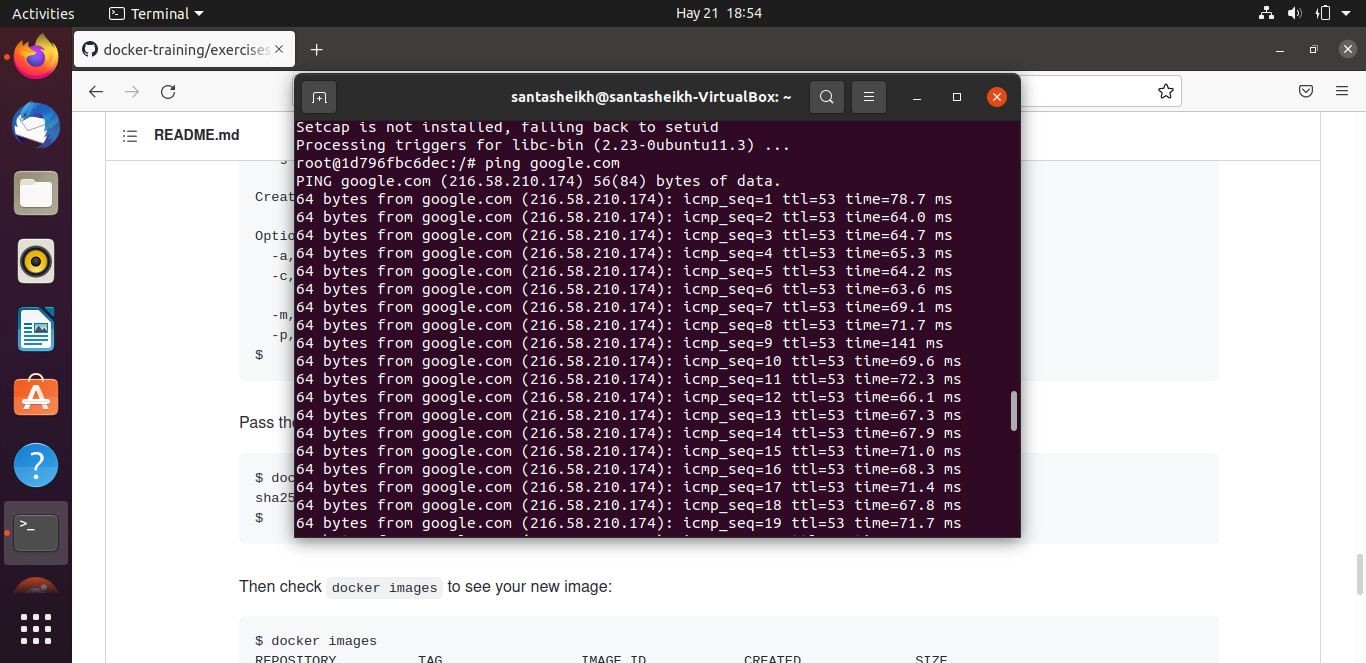 Activities
Terminal
Hay 21 18:54
docker-training/exercises
README.md
santasheikh@santasheikh-VirtualBox: ~
Setcap is not installed, falling back to setuid
Processing triggers for libc-bin (2.23-0ubuntu11.3) ...
root@1d796fbc6dec:/# ping google.com
PING google.com (216.58.210.174) 56(84) bytes of data.
64 bytes from google.com (216.58.210.174): icmp_seq=1 ttl=53 time=78.7 ms
64 bytes from google.com (216.58.210.174): icmp_seq=2 ttl=53 time=64.0 ms
64 bytes from google.com (216.58.210.174): icmp_seq=3 ttl=53 time=64.7 ms
64 bytes from google.com (216.58.210.174): icmp_seq=4 ttl=53 time=65.3 ms
64 bytes from google.com (216.58.210.174): icmp_seq=5 ttl=53 time=64.2 ms
64 bytes from google.com (216.58.210.174): icmp_seq=6 ttl=53 time=63.6 ms
64 bytes from google.com (216.58.210.174): icmp_seq=7 ttl=53 time=69.1 ms
64 bytes from google.com (216.58.210.174): icmp_seq=8 ttl=53 time=71.7 ms
64 bytes from google.com (216.58.210.174): icmp_seq=9 ttl=53 time=141 ms
64 bytes from google.com (216.58.210.174): icmp_seq=10 ttl=53 time=69.6 ms
64 bytes from google.com (216.58.210.174): icmp_seq=11 ttl=53 time=72.3 ms
64 bytes from google.com (216.58.210.174): icmp_seq=12 ttl=53 time=66.1 ms
64 bytes from google.com (216.58.210.174): icmp_seq=13 ttl=53 time=67.3 ms
64 bytes from google.com (216.58.210.174): icmp_seq=14 ttl=53 time=67.9 ms
64 bytes from google.com (216.58.210.174): icmp_seq=15 ttl=53 time=71.0 ms
64 bytes from google.com (216.58.210.174): icmp_seq=16 ttl=53 time=68.3 ms
64 bytes from google.com (216.58.210.174): icmp_seq=17 ttl=53 time=71.4 ms
64 bytes from google.com (216.58.210.174): icmp_seq=18 ttl=53 time=67.8 ms
64 bytes from google.com (216.58.210.174): icmp_seq=19 ttl=53 time=71.7 ms
Creat
Optio
-a,
-c,
-m,
-p,
$
Pass the
$ doc
sha25
$
Then check docker images to see your new image:
$ docker images
REPOSITORY TAG IMAGE ID CREATED SIZE